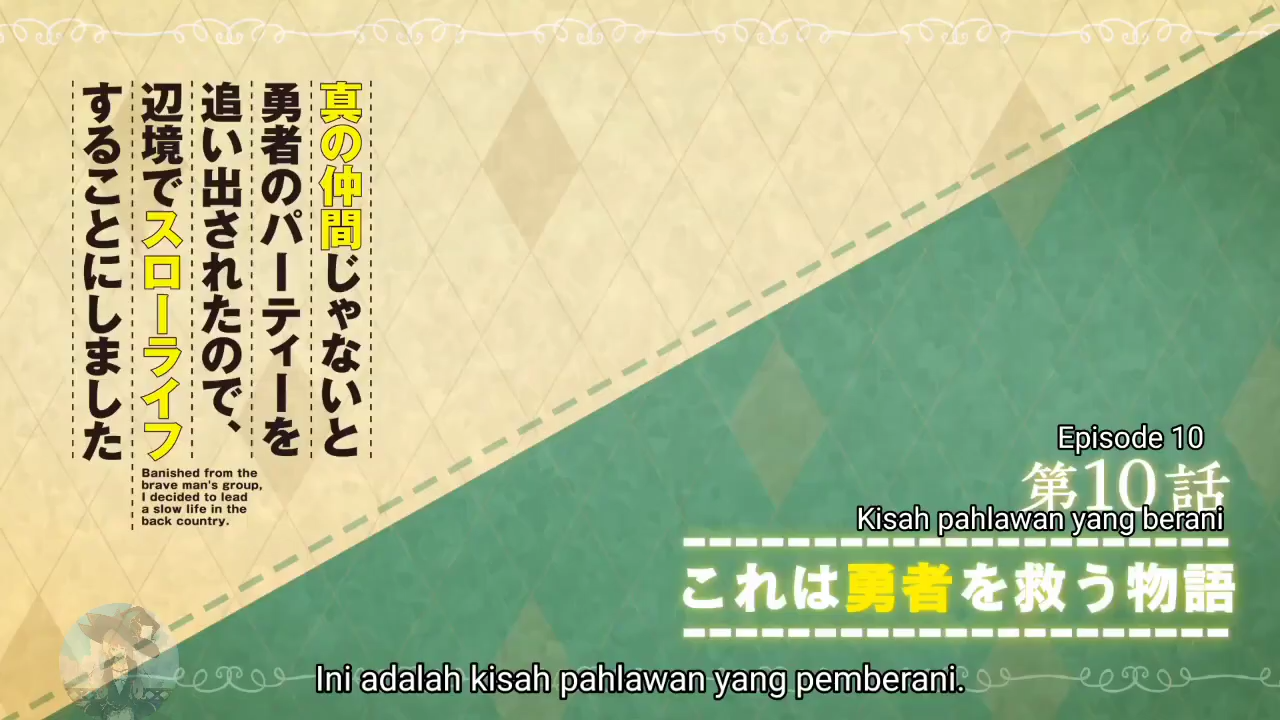 真の仲間じゃないと
勇者のパーティーを
追い出されたので、
辺境でスローライフ
することにしました
Banished from the
brave man's group,
I decided to lead
a slow life in the
back country.
Episode 10
第10話
Kisah pahlawan yang berani
これは勇者を救う物語
Ini adalah kisah pahlawan yang pemberani.